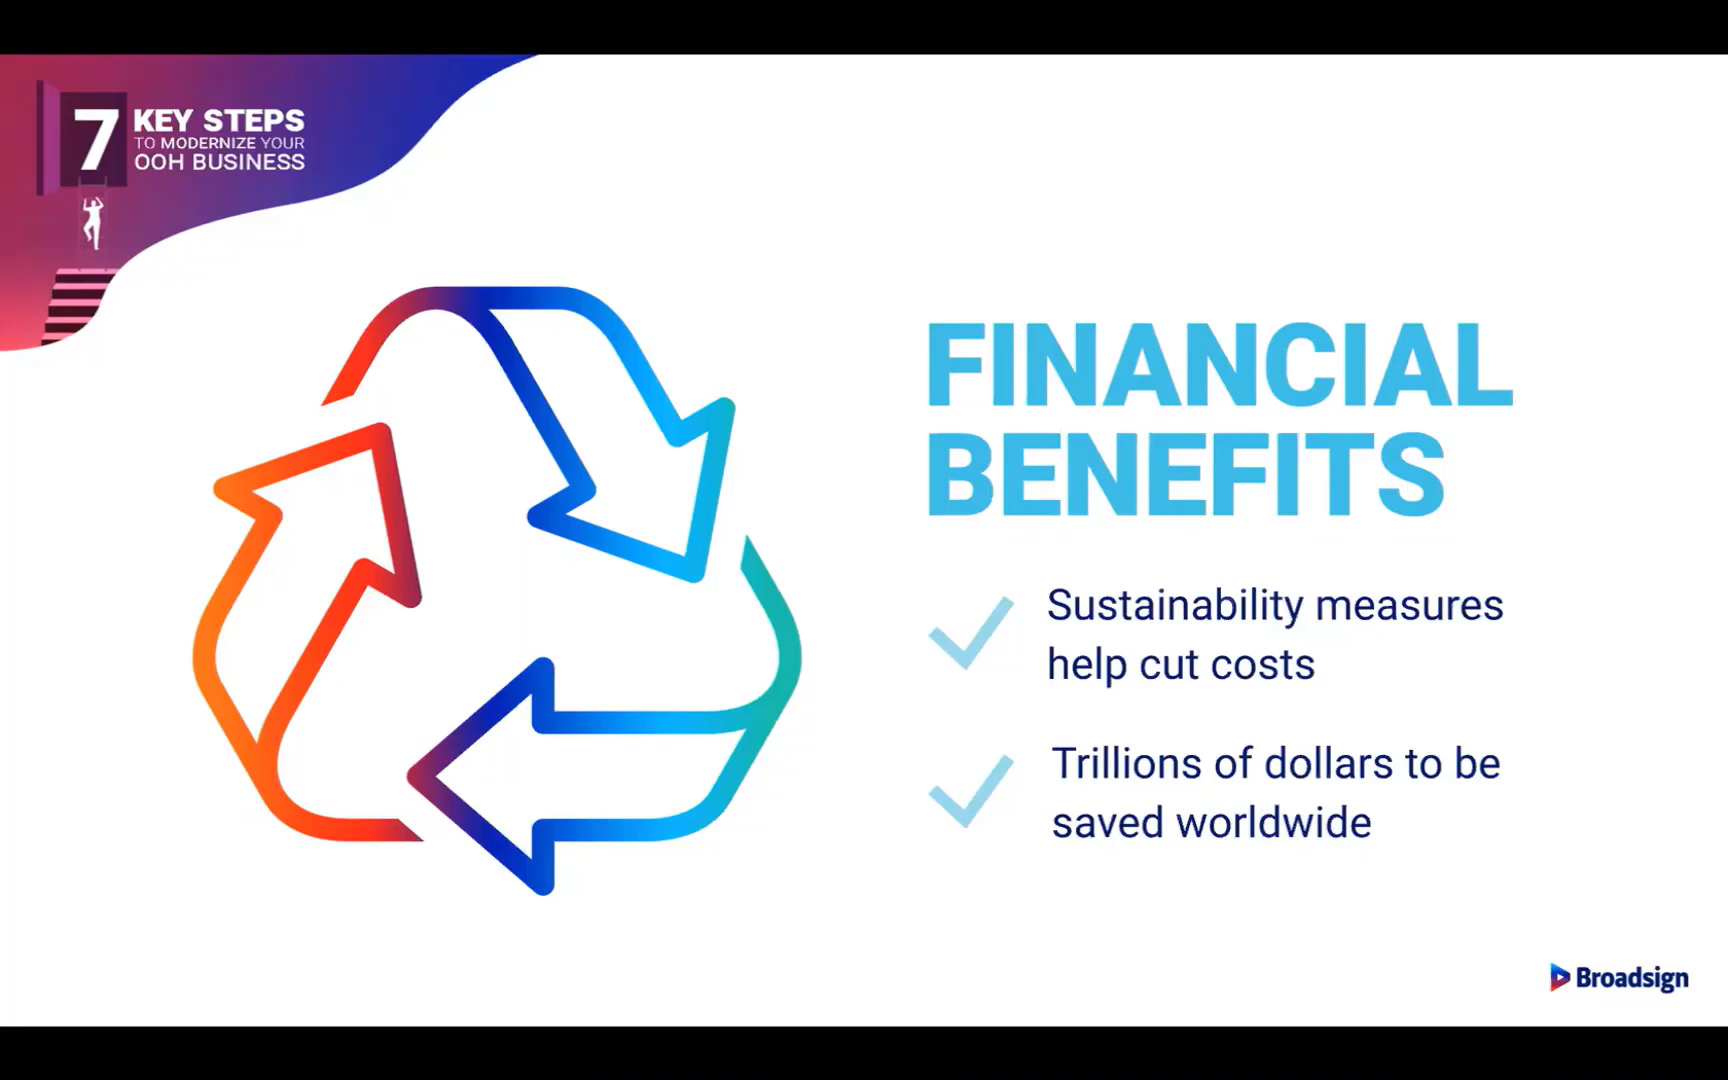 7 KEY STEPS
TO MODERNIZE YOUR
OOH BUSINESS
FINANCIAL
BENEFITS
Sustainability measures
help cut costs
Trillions of dollars to be
saved worldwide
Broadsign